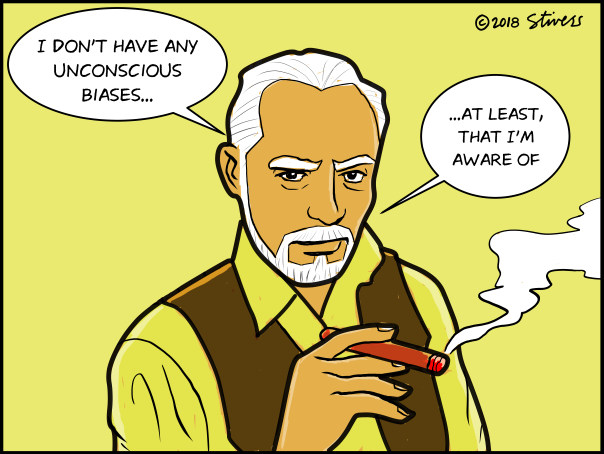 ©2018 Stivers
I DON'T HAVE ANY
UNCONSCIOUS
BIASES...
...AT LEAST,
THAT I'M
AWARE OF